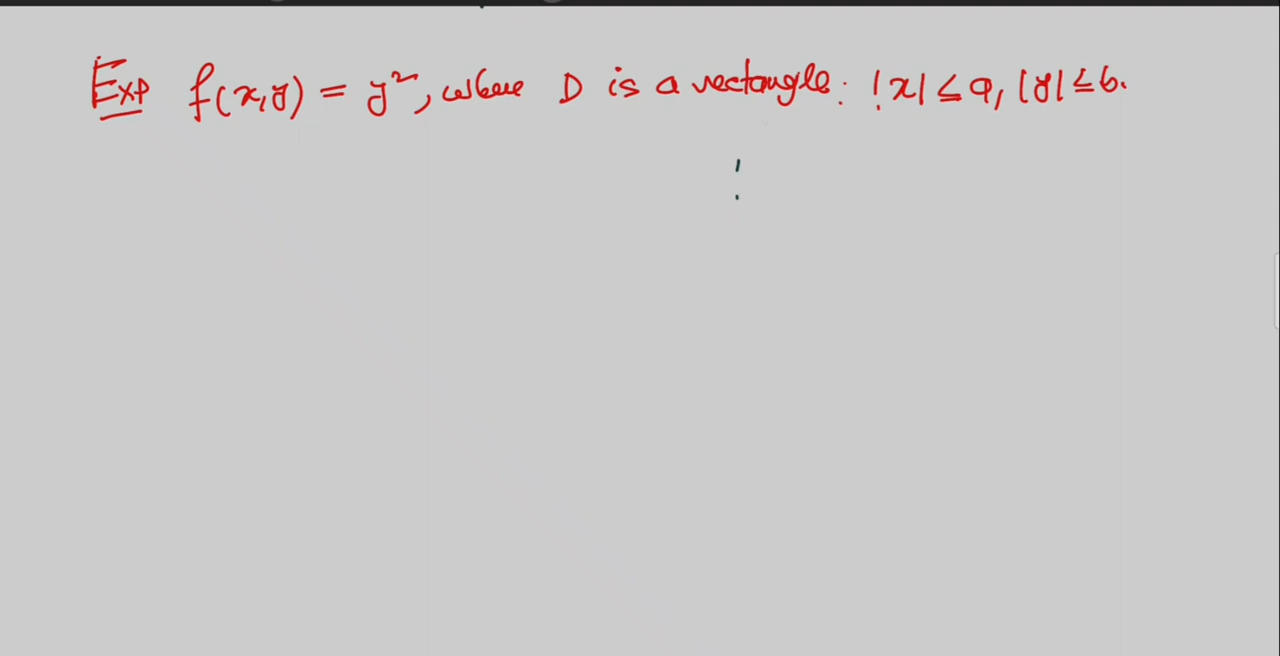 Exp f(x,y) = y², where D is a rectangle: |x| ≤ a, |y| ≤ b.